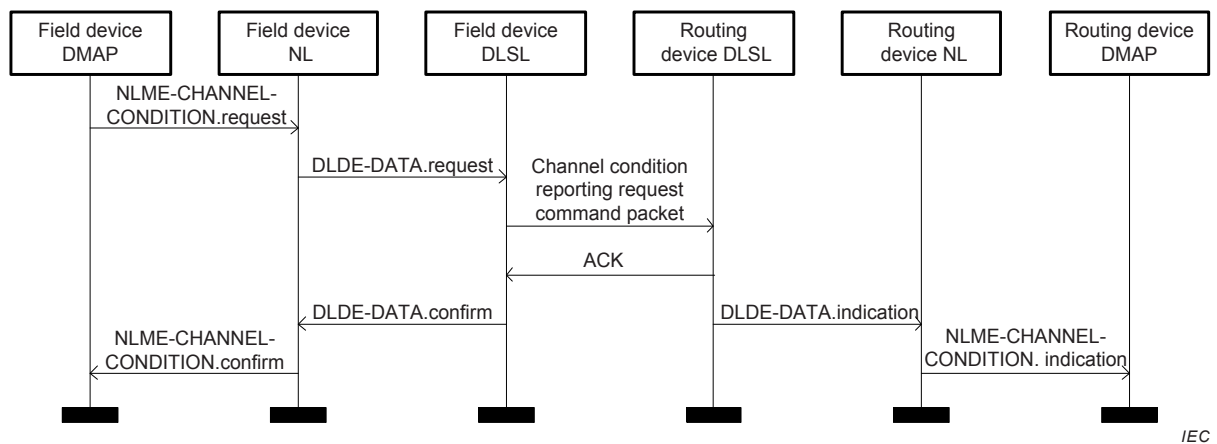 Field device
DMAP
Field device
NL
Field device
DLSL
Routing
device DLSL
Routing
device NL
Routing device
DMAP
NLME-CHANNEL-
CONDITION.request
DLDE-DATA.request
Channel condition
reporting request
command packet
ACK
DLDE-DATA.confirm
DLDE-DATA.indication
NLME-CHANNEL-
CONDITION.confirm
NLME-CHANNEL-
CONDITION. indication
IEC